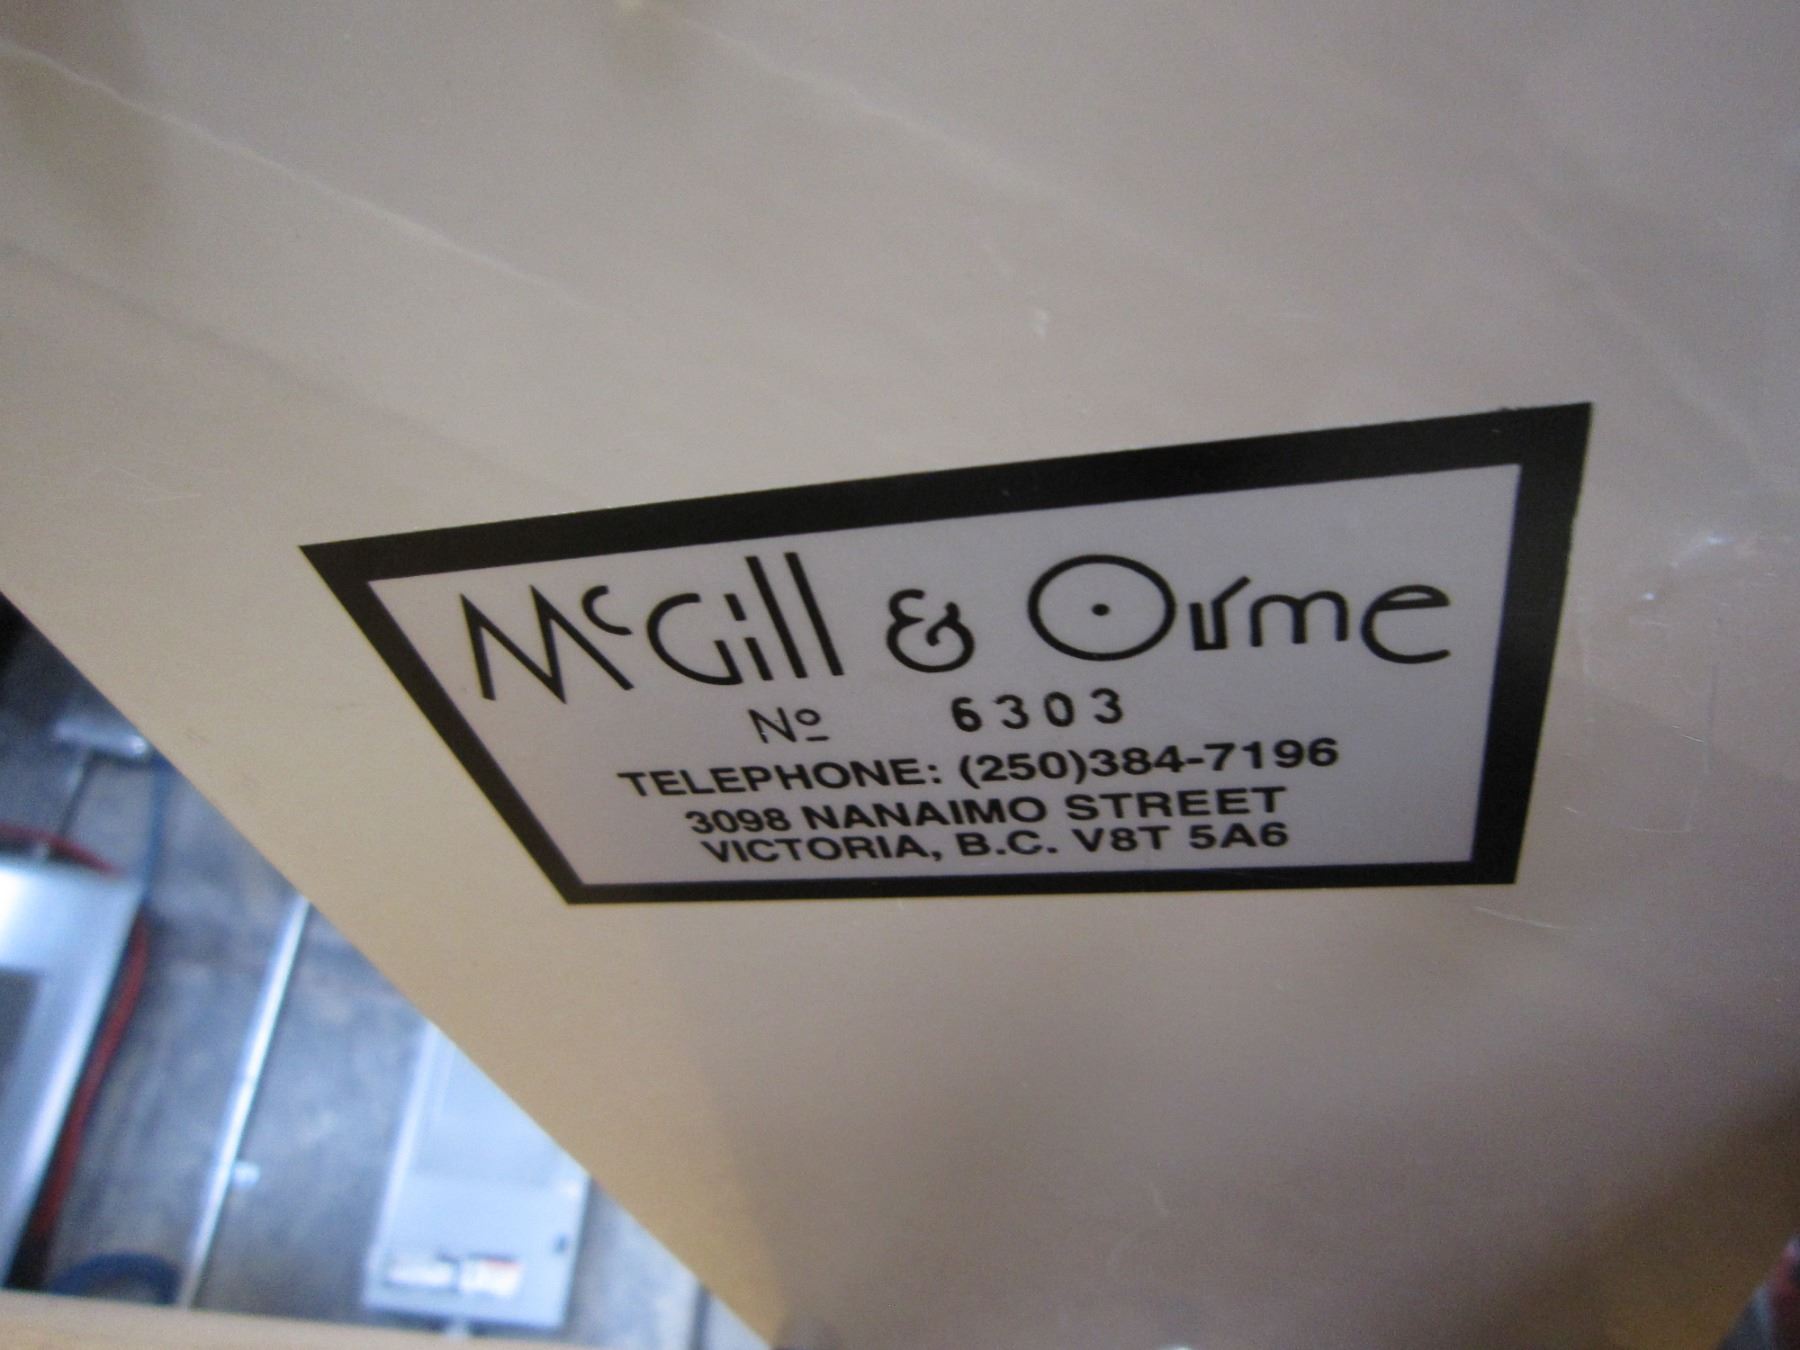 McGill & Orme
Nº 6303
TELEPHONE: (250)384-7196
3098 NANAIMO STREET
VICTORIA, B.C. V8T 5A6